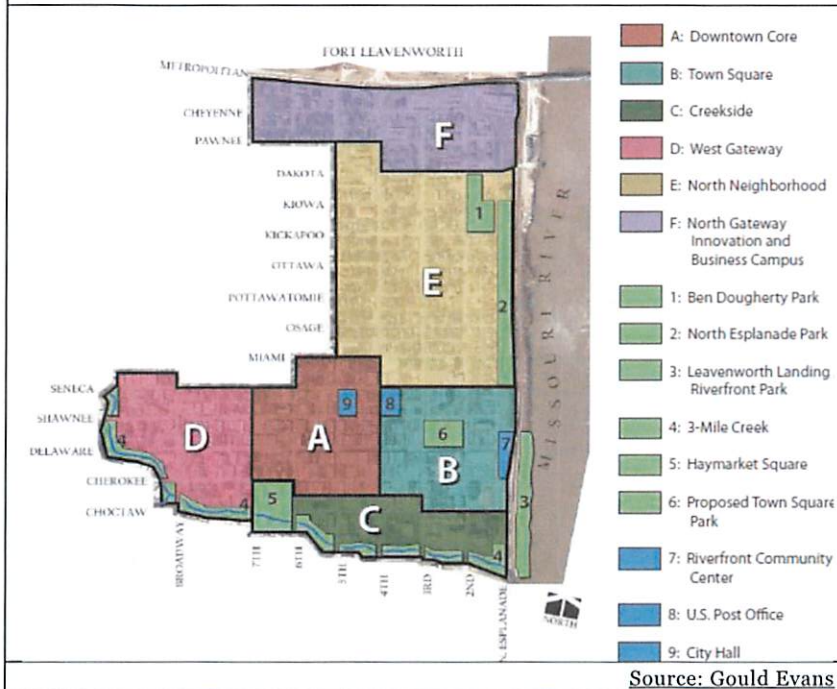 FORT LEAVENWORTH
METROPOLITAN
CHEYENNE
PAWNEE
DAKOTA
KIOWA
KICKAPOO
OTTAWA
POTTAWATOMIE
OSAGE
MIAMI
SENECA
SHAWNEE
DELAWARE
CHEROKEE
CHOCTAW
BROADWAY
7TH
6TH
5TH
4TH
3RD
2ND
N. ESPLANADE
MISSOURI RIVER
NORTH
F
1
E
2
9
8
6
7
4
D
A
B
4
5
C
3
4
A: Downtown Core
B: Town Square
C: Creekside
D: West Gateway
E: North Neighborhood
F: North Gateway
Innovation and
Business Campus
1: Ben Dougherty Park
2: North Esplanade Park
3: Leavenworth Landing
Riverfront Park
4: 3-Mile Creek
5: Haymarket Square
6: Proposed Town Square
Park
7: Riverfront Community
Center
8: U.S. Post Office
9: City Hall
Source: Gould Evans